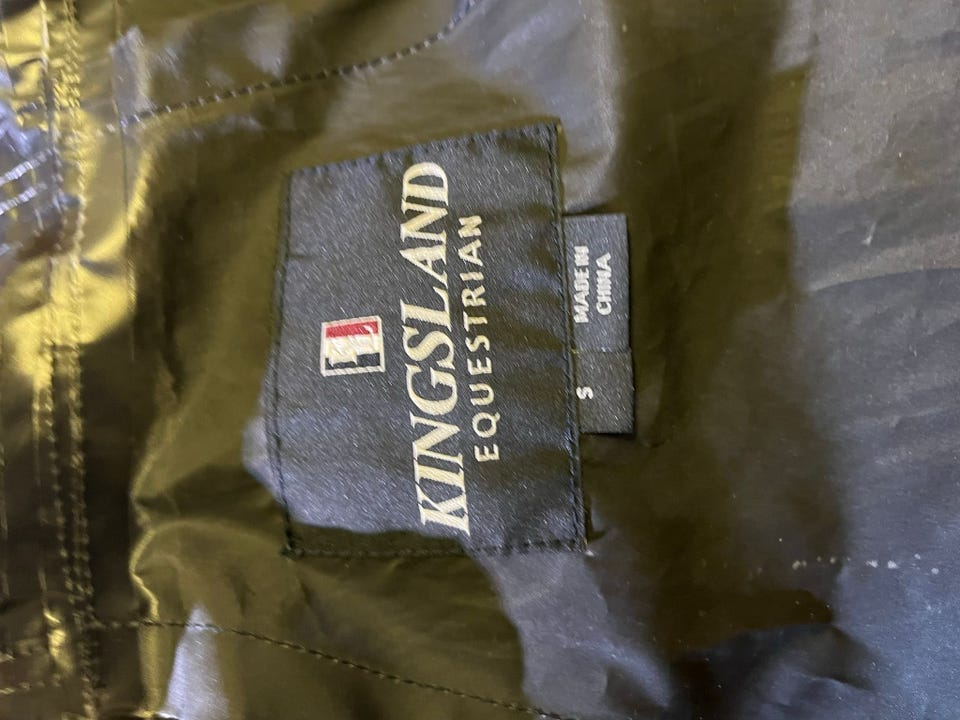 KINGSLAND
EQUESTRIAN
S
MADE IN
CHINA